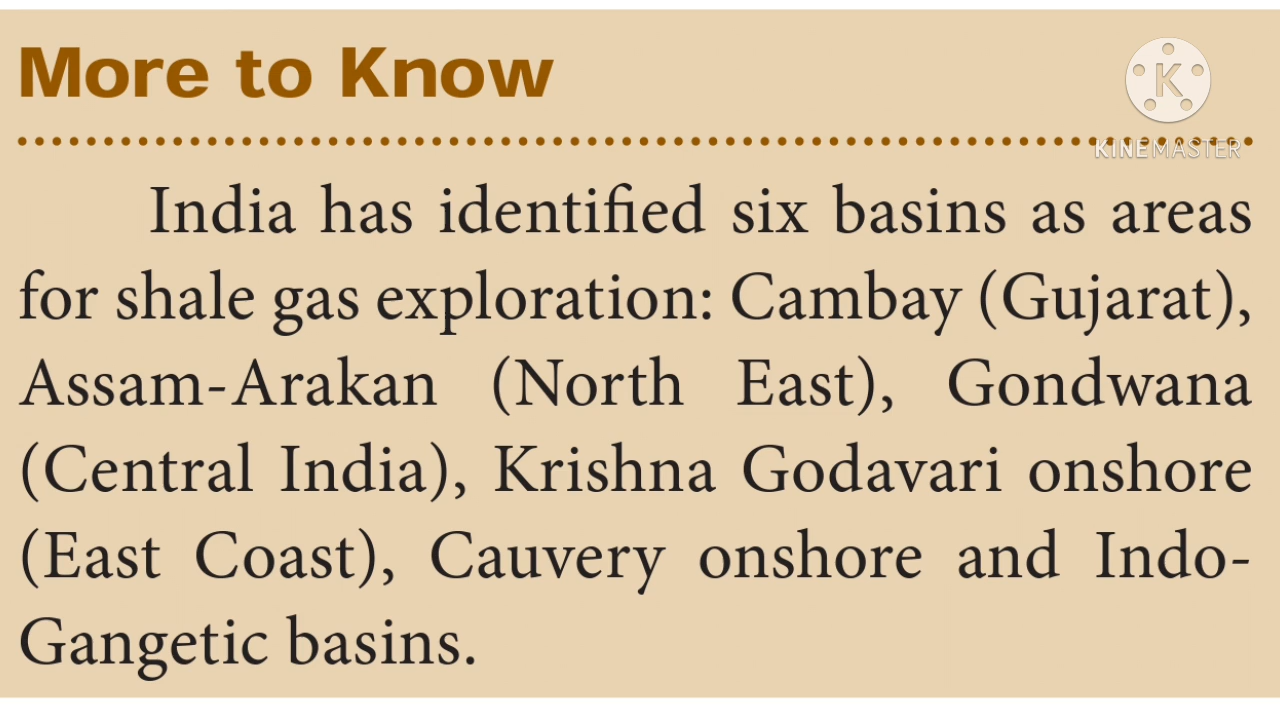 More to Know
K
KINEMASTER
India has identified six basins as areas
for shale gas exploration: Cambay (Gujarat),
Assam-Arakan (North East), Gondwana
(Central India), Krishna Godavari onshore
(East Coast), Cauvery onshore and Indo-
Gangetic basins.